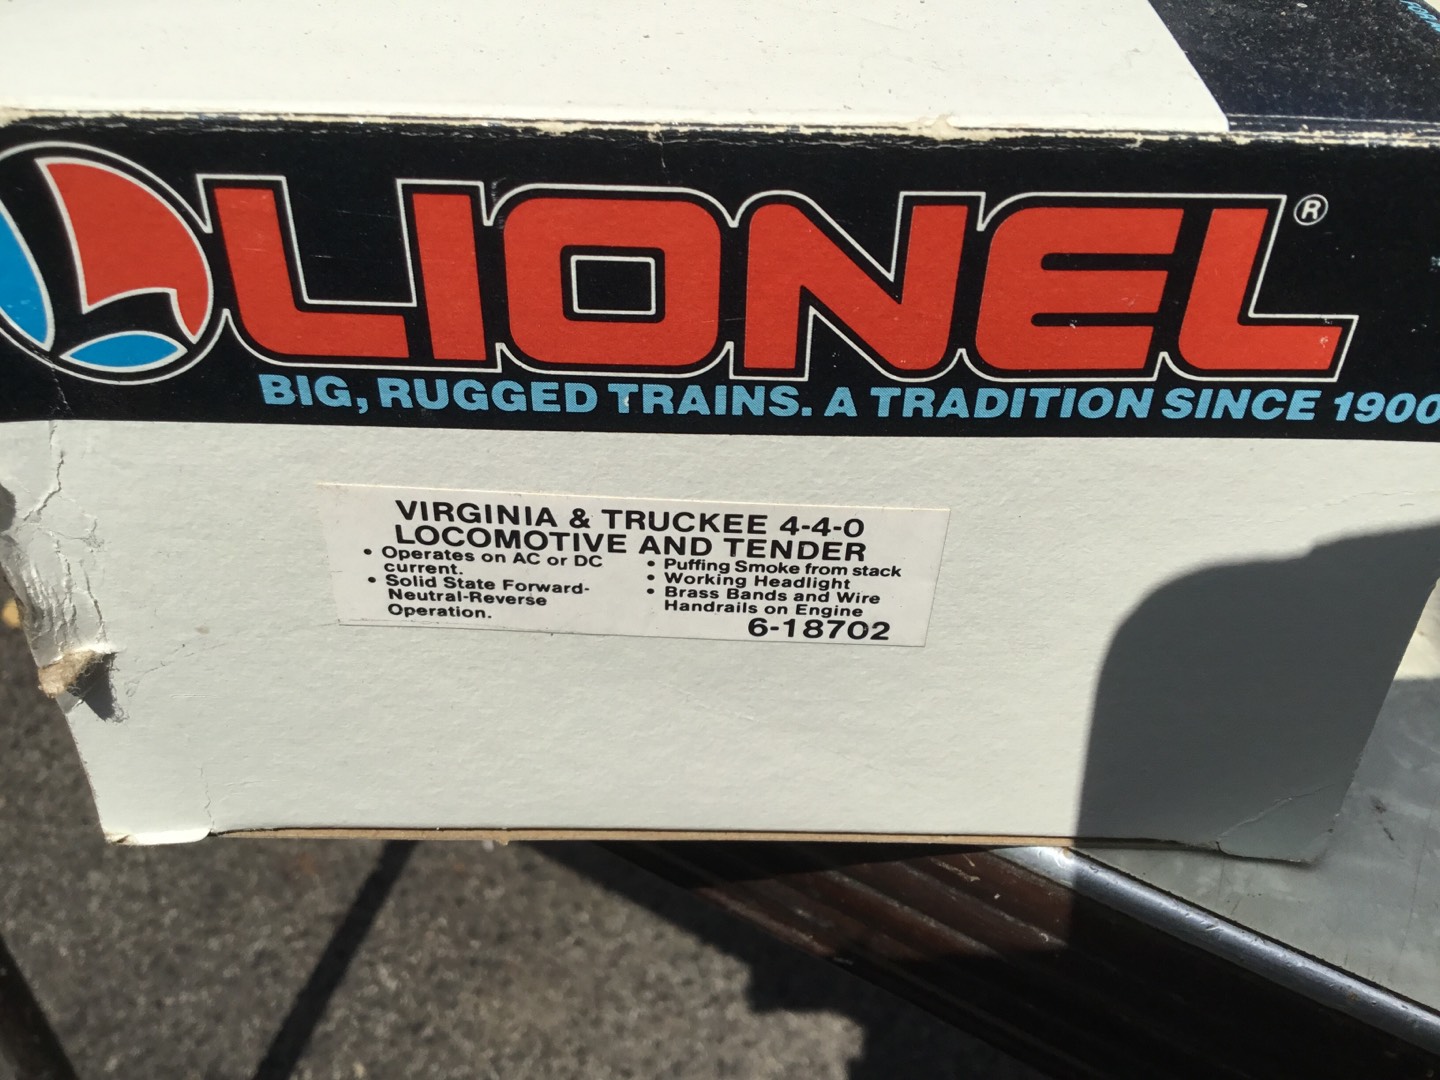 LIONEL®
BIG, RUGGED TRAINS. A TRADITION SINCE 1900
VIRGINIA & TRUCKEE 4-4-0
LOCOMOTIVE AND TENDER
• Operates on AC or DC
current.
• Solid State Forward-
Neutral-Reverse
Operation.
• Puffing Smoke from stack
• Working Headlight
• Brass Bands and Wire
Handrails on Engine
6-18702